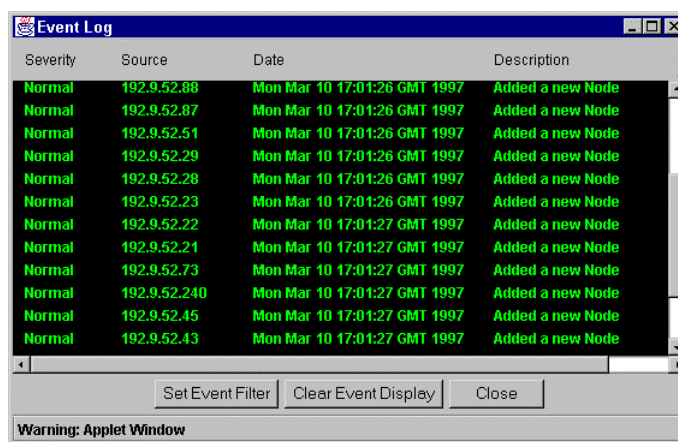 Event Log
Severity Source Date Description
Normal 192.9.52.88 Mon Mar 10 17:01:26 GMT 1997 Added a new Node
Normal 192.9.52.87 Mon Mar 10 17:01:26 GMT 1997 Added a new Node
Normal 192.9.52.51 Mon Mar 10 17:01:26 GMT 1997 Added a new Node
Normal 192.9.52.29 Mon Mar 10 17:01:26 GMT 1997 Added a new Node
Normal 192.9.52.28 Mon Mar 10 17:01:26 GMT 1997 Added a new Node
Normal 192.9.52.23 Mon Mar 10 17:01:26 GMT 1997 Added a new Node
Normal 192.9.52.22 Mon Mar 10 17:01:27 GMT 1997 Added a new Node
Normal 192.9.52.21 Mon Mar 10 17:01:27 GMT 1997 Added a new Node
Normal 192.9.52.73 Mon Mar 10 17:01:27 GMT 1997 Added a new Node
Normal 192.9.52.240 Mon Mar 10 17:01:27 GMT 1997 Added a new Node
Normal 192.9.52.45 Mon Mar 10 17:01:27 GMT 1997 Added a new Node
Normal 192.9.52.43 Mon Mar 10 17:01:27 GMT 1997 Added a new Node
Set Event Filter Clear Event Display Close
Warning: Applet Window